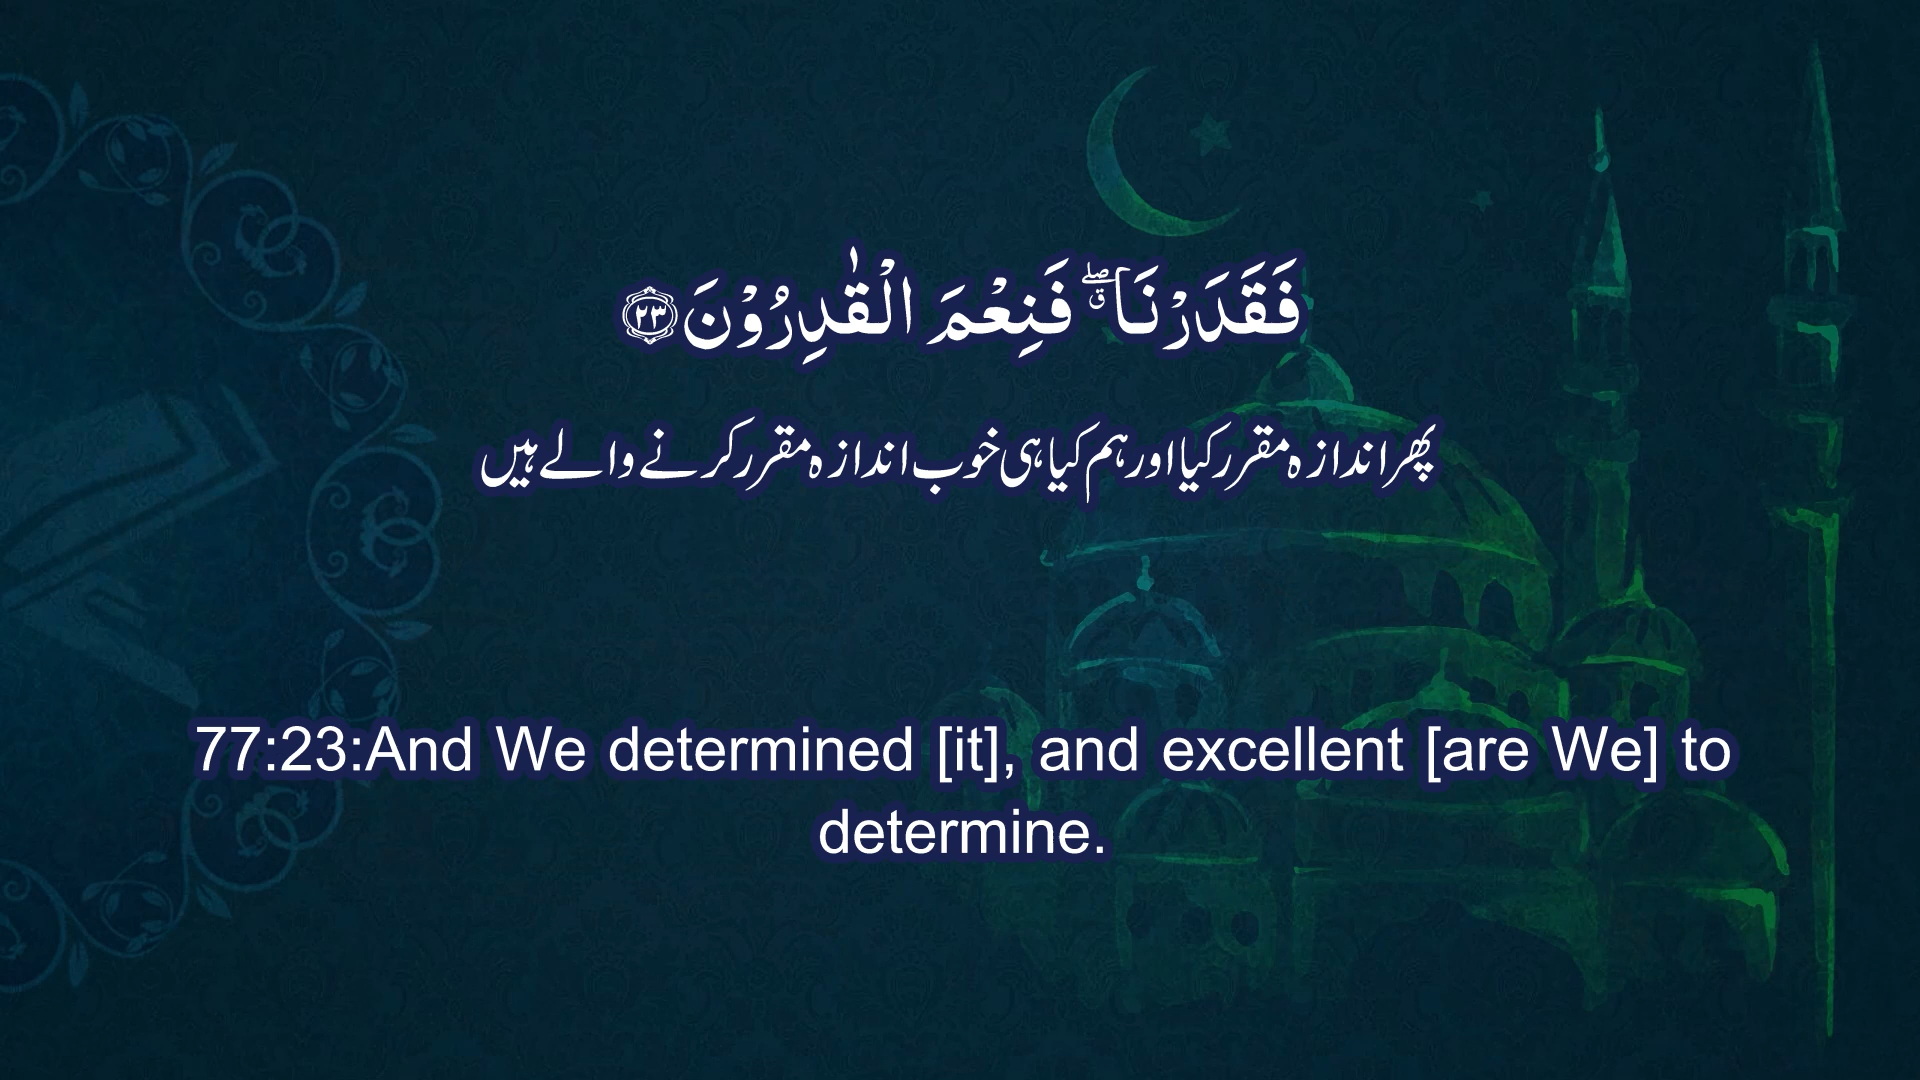 فَقَدَرْنَا ۖق فَنِعْمَ الْقٰدِرُوْنَ ۝۲۳
پھر اندازہ مقرر کیا اور ہم کیا ہی خوب اندازہ مقرر کرنے والے ہیں
77:23:And We determined [it], and excellent [are We] to
determine.